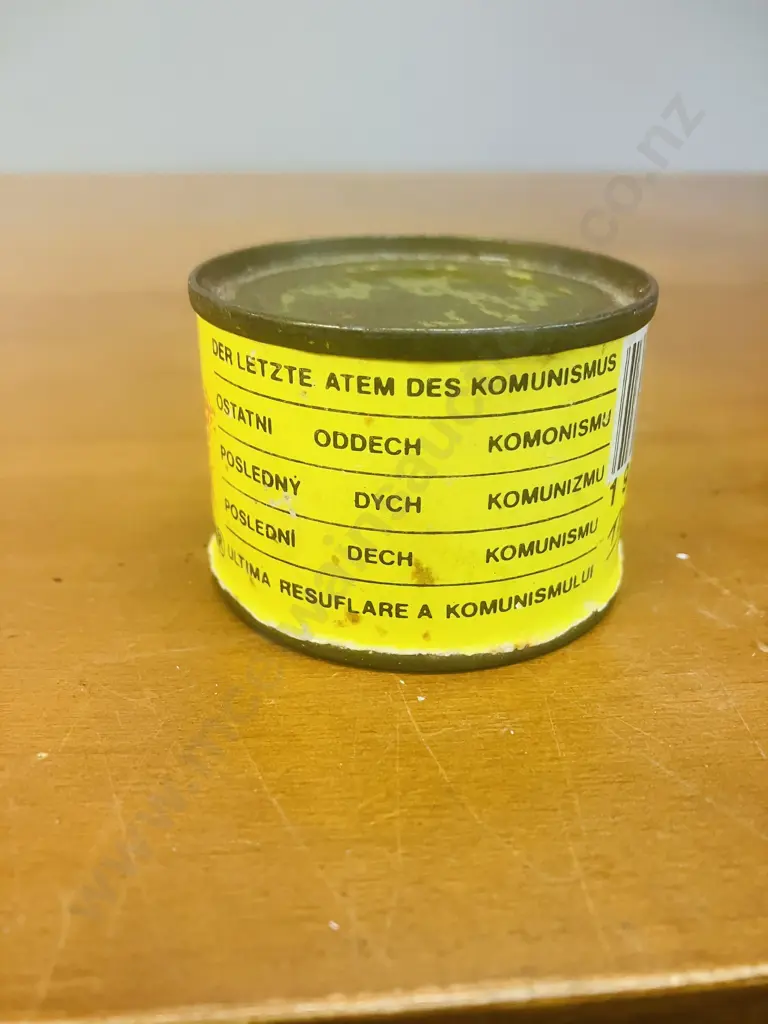 DER LETZTE ATEM DES KOMUNISMUS
OSTATNI ODDECH KOMONISMU
POSLEDNÝ DYCH KOMUNIZMU
POSLEDNÍ DECH KOMUNISMU
ULTIMA RESUFLARE A KOMUNISMULUI